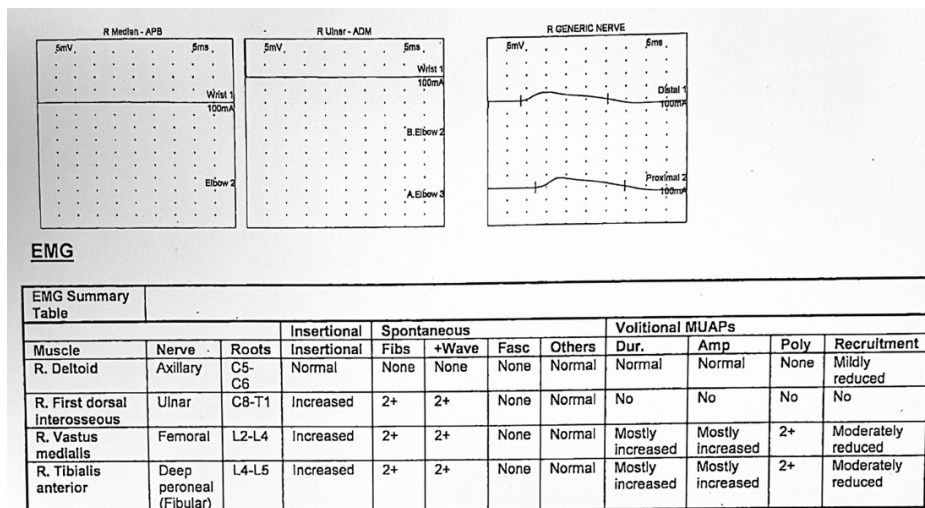 R Median - APB
R Ulnar - ADM
R GENERIC NERVE
5mV
5ms
5mV
5ms
5mV
5ms
Wrist 1
100mA
Elbow 2
Wrist 1
100mA
B.Elbow 2
A.Elbow 3
Distal 1
100mA
Proximal 2
100mA
EMG
EMG Summary
Table
Insertional Spontaneous Volitional MUAPs
Muscle Nerve Roots Insertional Fibs +Wave Fasc Others Dur. Amp Poly Recruitment
R. Deltoid Axillary C5- Normal None None None Normal Normal Normal None Mildly
C6 reduced
R. First dorsal Ulnar C8-T1 Increased 2+ 2+ None Normal No No No No
interosseous
R. Vastus Femoral L2-L4 Increased 2+ 2+ None Normal Mostly Mostly 2+ Moderately
medialis increased increased reduced
R. Tibialis Deep L4-L5 Increased 2+ 2+ None Normal Mostly Mostly 2+ Moderately
anterior peroneal increased increased reduced
(Fibular)